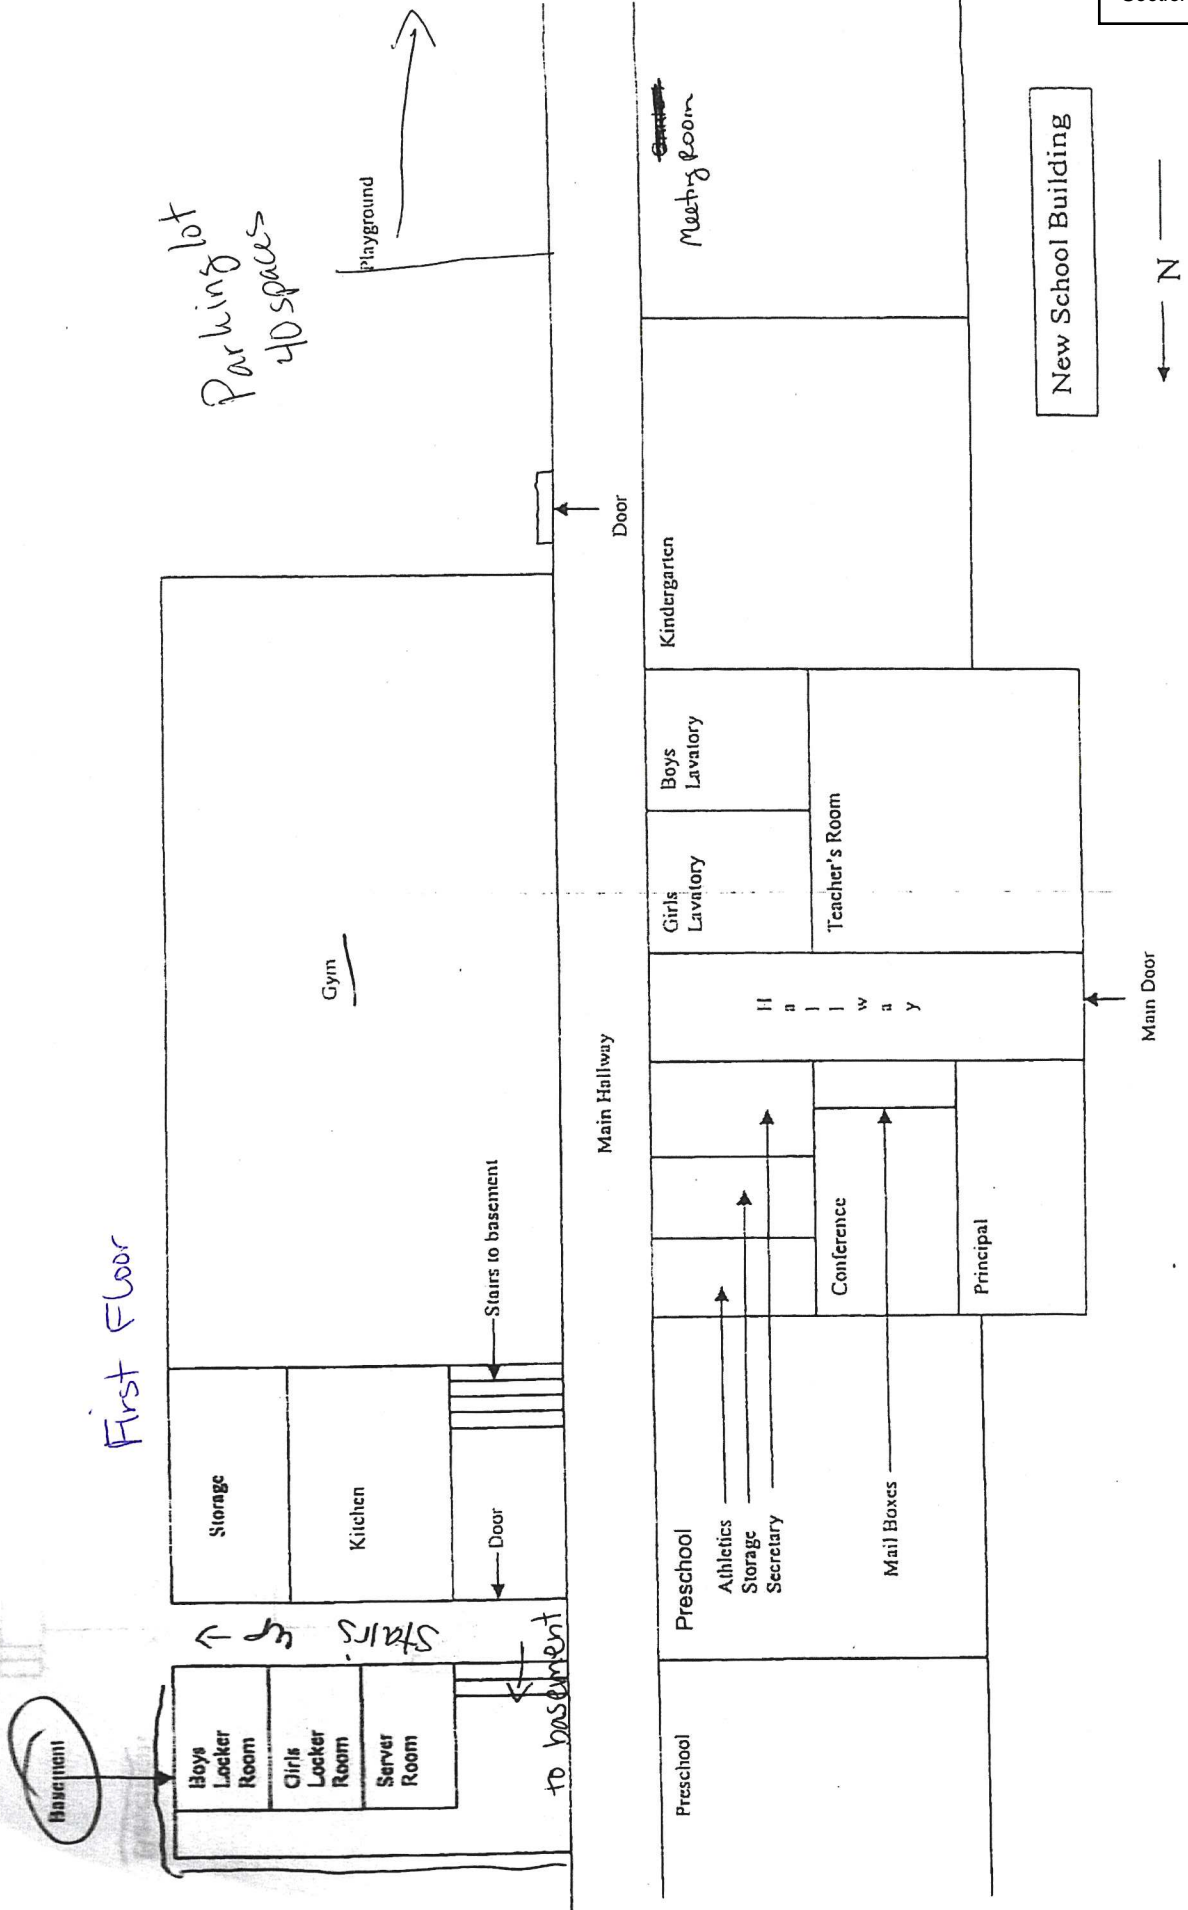 First Floor
Parking lot
40 spaces
Playground
Basement
Boys
Locker
Room
Girls
Locker
Room
Server
Room
Stairs up
to basement
Storage
Kitchen
Door
Stairs to basement
Gym
Main Hallway
Door
Preschool
Preschool
Athletics
Storage
Secretary
Mail Boxes
Conference
Principal
Hallway
Main Door
Girls
Lavatory
Boys
Lavatory
Teacher's Room
Kindergarten
Meeting Room
New School Building
N